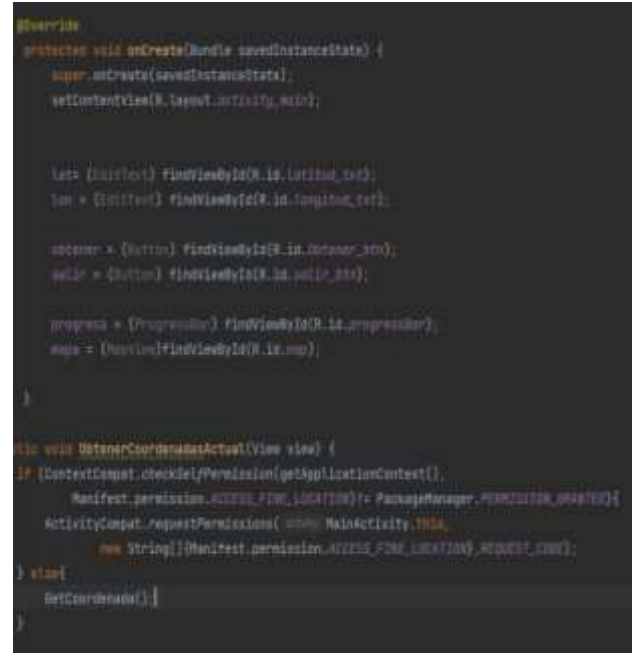 @Override
protected void onCreate(Bundle savedInstanceState) {
super.onCreate(savedInstanceState);
setContentView(R.layout.activity_main);
lat= (EditText) findViewById(R.id.latitud_txt);
lon = (EditText) findViewById(R.id.longitud_txt);
obtener = (Button) findViewById(R.id.Obtener_btn);
salir = (Button) findViewById(R.id.salir_btn);
progress = (ProgressBar) findViewById(R.id.progressBar);
maps = (MapView)findViewById(R.id.map);
}
void ObtenerCoordenadasActual(View view) {
if (ContextCompat.checkSelfPermission(getApplicationContext(),
Manifest.permission.ACCESS_FINE_LOCATION)!= PackageManager.PERMISSION_GRANTED){
ActivityCompat.requestPermissions( MainActivity.this,
new String[]{Manifest.permission.ACCESS_FINE_LOCATION},REQUEST_CODE);
} else{
GetCoordenada();
}